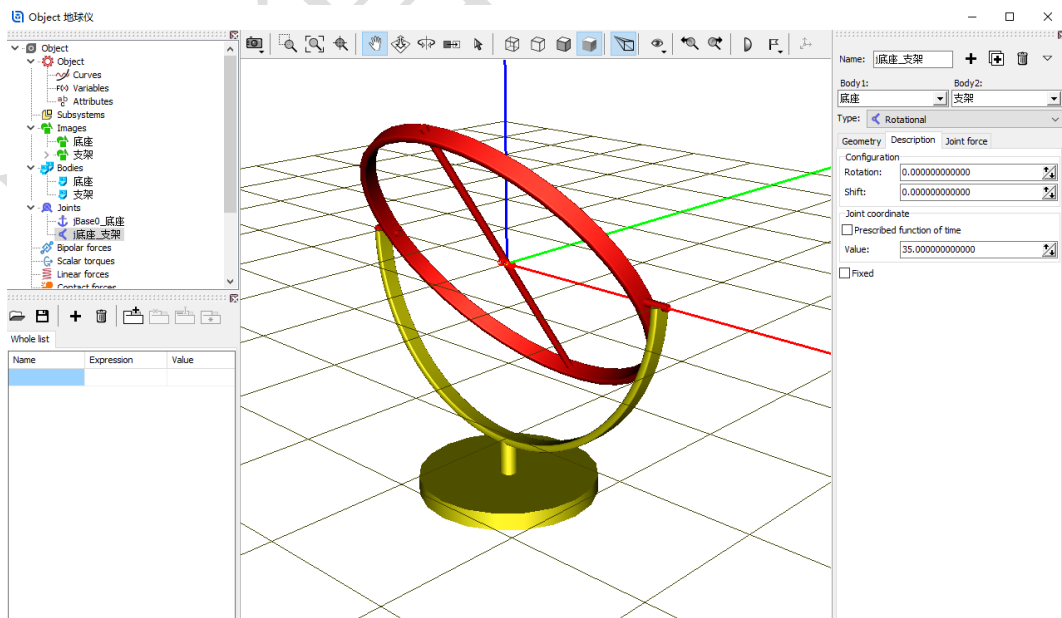 Object 地球仪
Object
Object
Curves
F(x) Variables
Attributes
Subsystems
Images
底座
支架
Bodies
底座
支架
Joints
jBase0_底座
j底座_支架
Bipolar forces
Scalar torques
Linear forces
Contact forces
Whole list
Name Expression Value
Name: j底座_支架
Body1: Body2:
底座 支架
Type: Rotational
Geometry Description Joint force
Configuration
Rotation: 0.000000000000
Shift: 0.000000000000
Joint coordinate
Prescribed function of time
Value: 35.000000000000
Fixed